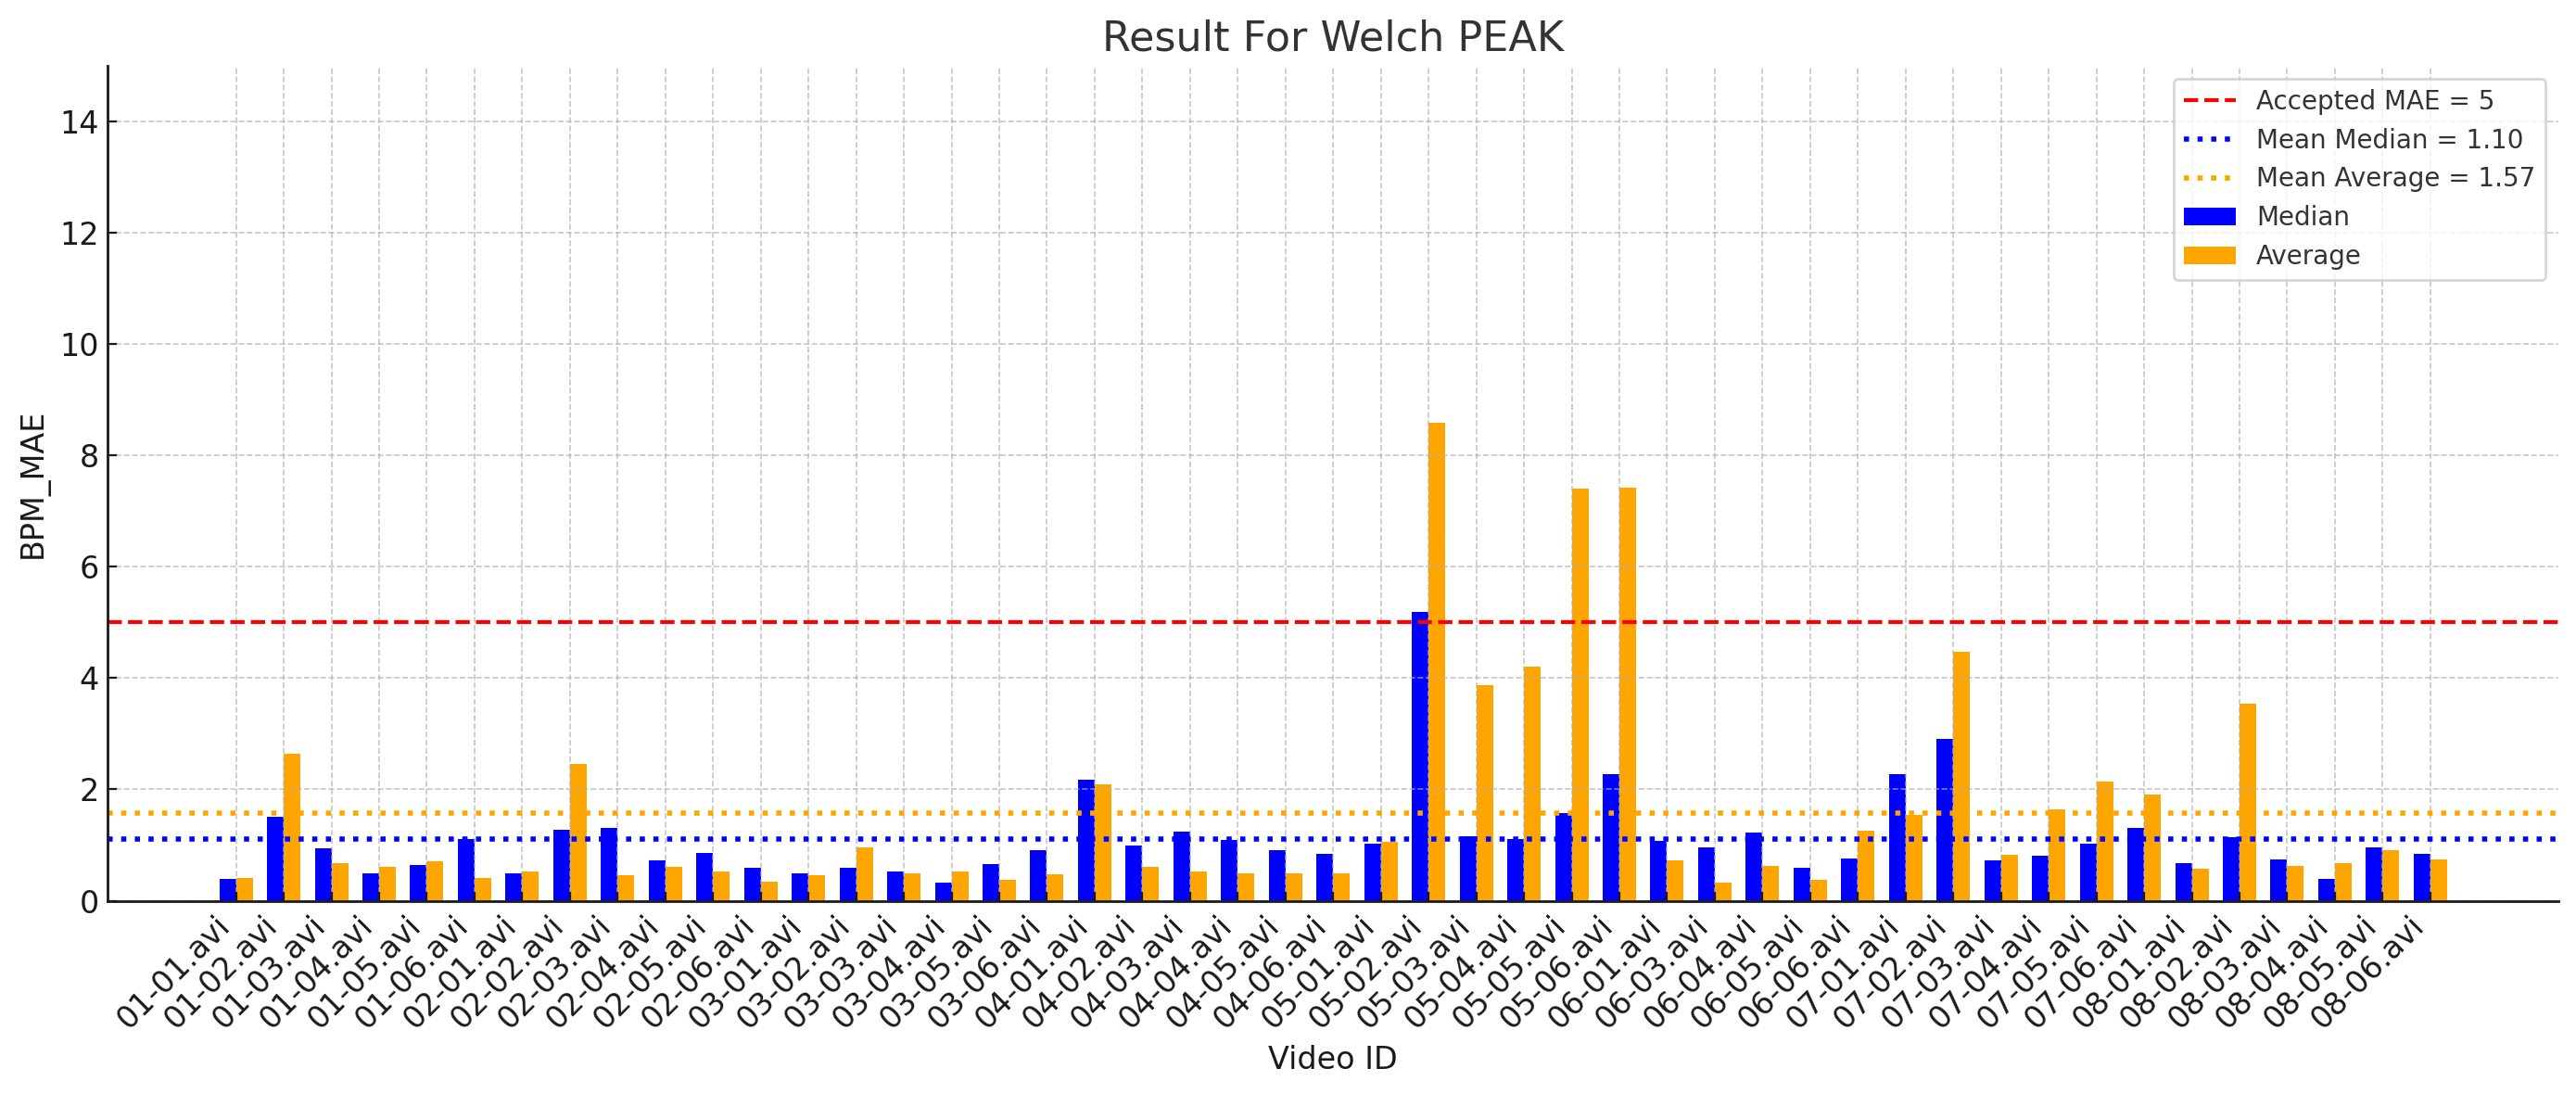 Result For Welch PEAK
Accepted MAE = 5
Mean Median = 1.10
Mean Average = 1.57
Median
Average
BPM_MAE
14
12
10
8
6
4
2
0
01-01.avi
01-02.avi
01-03.avi
01-04.avi
01-05.avi
01-06.avi
02-01.avi
02-02.avi
02-03.avi
02-04.avi
02-05.avi
02-06.avi
03-01.avi
03-02.avi
03-03.avi
03-04.avi
03-05.avi
03-06.avi
04-01.avi
04-02.avi
04-03.avi
04-04.avi
04-05.avi
04-06.avi
05-01.avi
05-02.avi
05-03.avi
05-04.avi
05-05.avi
05-06.avi
06-01.avi
06-03.avi
06-04.avi
06-05.avi
06-06.avi
07-01.avi
07-02.avi
07-03.avi
07-04.avi
07-05.avi
07-06.avi
08-01.avi
08-02.avi
08-03.avi
08-04.avi
08-05.avi
08-06.avi
Video ID